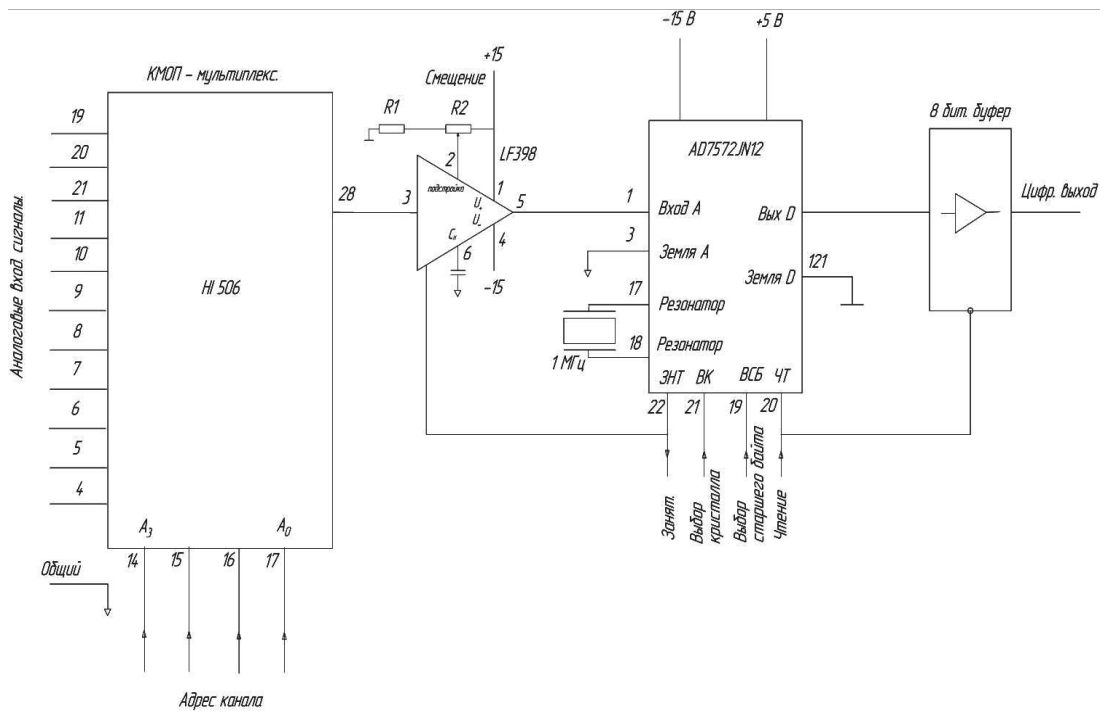 КМОП - мультиплекс.
19
20
21
11
10
9
8
7
6
5
4
Аналоговые вход. сигналы.
HI 506
A3
A0
14
15
16
17
Общий
Адрес канала
28
Смещение
+15
R1
R2
LF398
2
подстройка
3
1
U+
U-
5
Cн
6
4
-15
-15 В
+5 В
AD7572JN12
1
Вход А
Вых D
3
Земля А
121
Земля D
17
Резонатор
18
Резонатор
1 МГц
ЗНТ
ВК
ВСБ
ЧТ
22
21
19
20
Занят.
Выбор
кристалла
Выбор
старшего байта
Чтение
8 бит. буфер
Цифр. выход